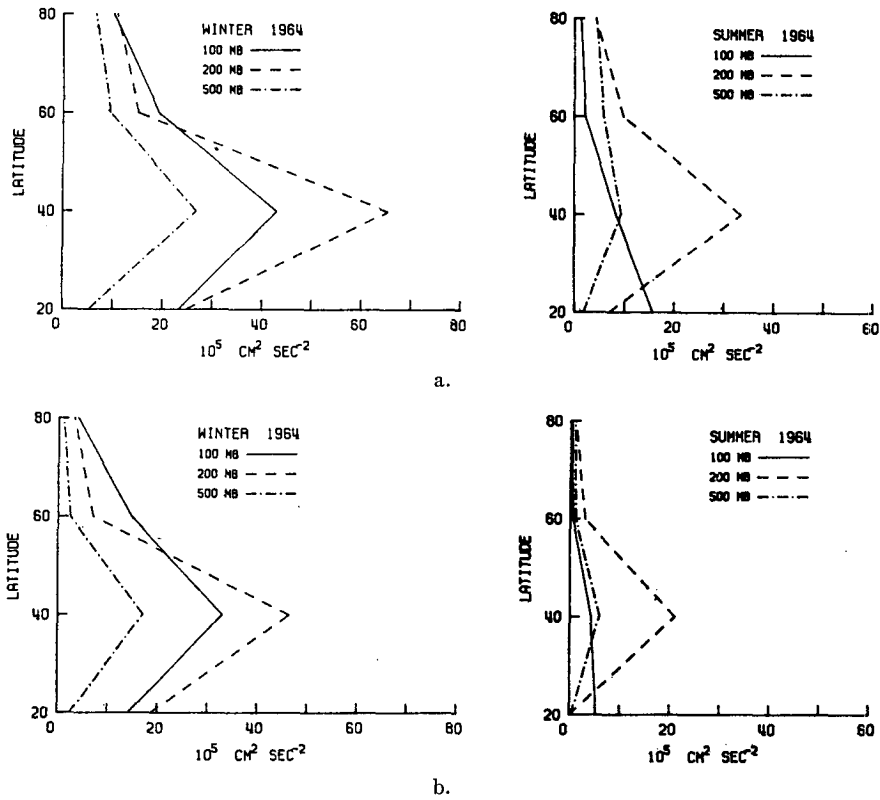 WINTER 1964
100 MB
200 MB
500 MB
80
60
40
20
LATITUDE
0 20 40 60 80
10⁵ CM² SEC⁻²
SUMMER 1964
100 MB
200 MB
500 MB
80
60
40
20
LATITUDE
0 20 40 60
10⁵ CM² SEC⁻²
a.
WINTER 1964
100 MB
200 MB
500 MB
80
60
40
20
LATITUDE
0 20 40 60 80
10⁵ CM² SEC⁻²
SUMMER 1964
100 MB
200 MB
500 MB
80
60
40
20
LATITUDE
0 20 40 60
10⁵ CM² SEC⁻²
b.